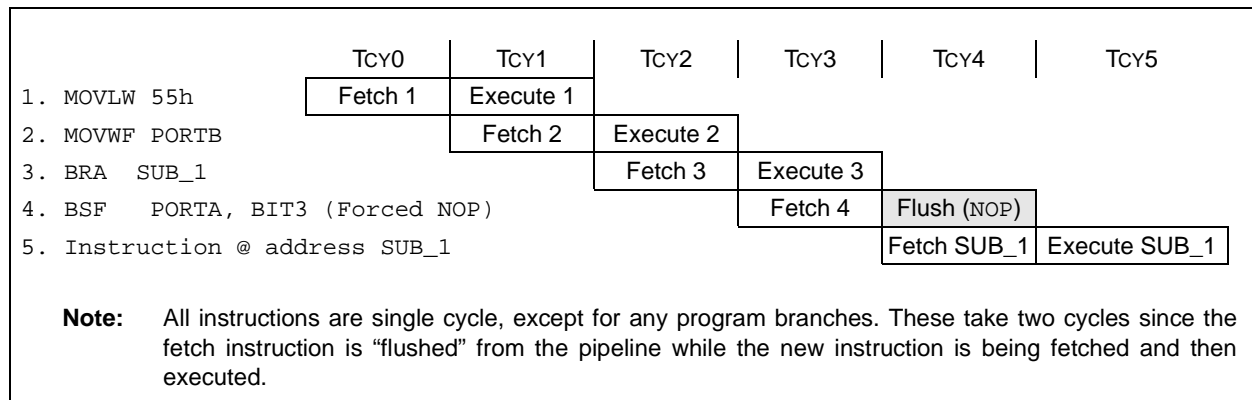 TCY0 TCY1 TCY2 TCY3 TCY4 TCY5
1. MOVLW 55h Fetch 1 Execute 1
2. MOVWF PORTB Fetch 2 Execute 2
3. BRA SUB_1 Fetch 3 Execute 3
4. BSF PORTA, BIT3 (Forced NOP) Fetch 4 Flush (NOP)
5. Instruction @ address SUB_1 Fetch SUB_1 Execute SUB_1
Note: All instructions are single cycle, except for any program branches. These take two cycles since the
fetch instruction is “flushed” from the pipeline while the new instruction is being fetched and then
executed.